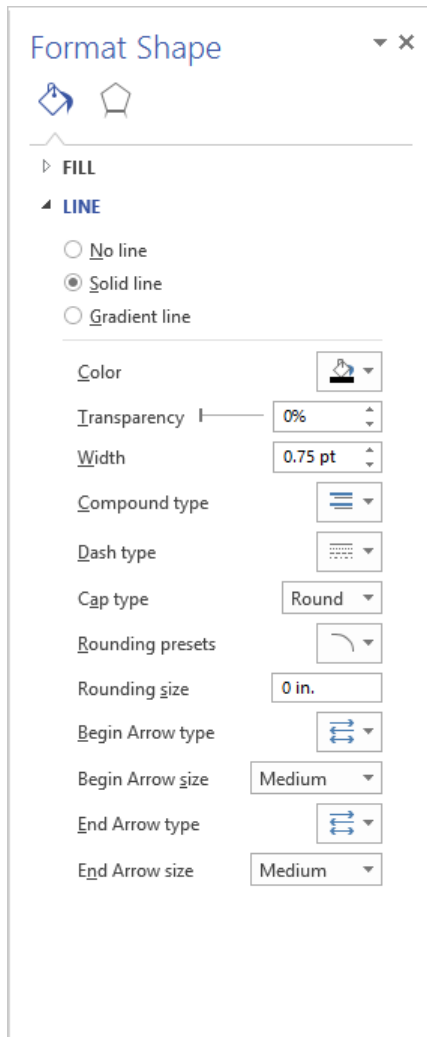 Format Shape
FILL
LINE
No line
Solid line
Gradient line
Color
Transparency 0%
Width 0.75 pt
Compound type
Dash type
Cap type Round
Rounding presets
Rounding size 0 in.
Begin Arrow type
Begin Arrow size Medium
End Arrow type
End Arrow size Medium